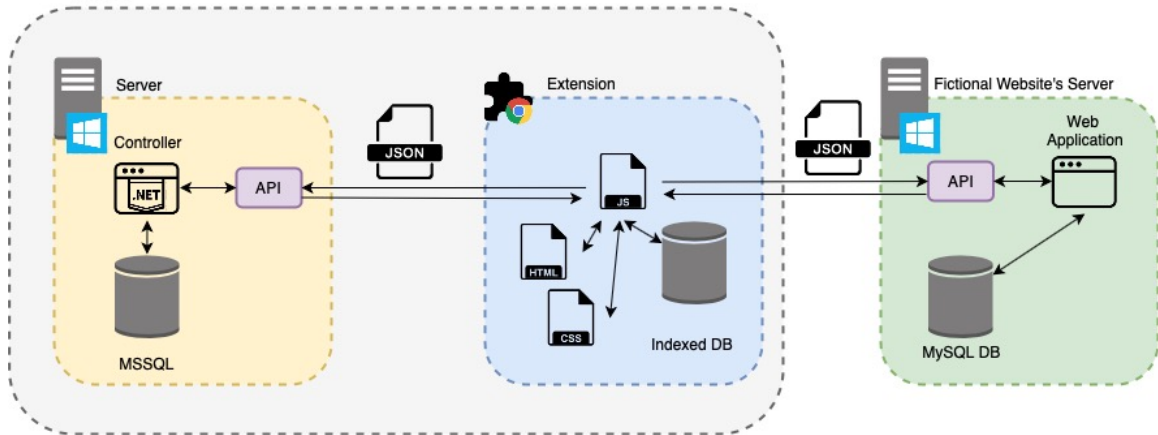 Server
Extension
Fictional Website's Server
Controller
JSON
JSON
Web
Application
.NET
API
JS
API
HTML
CSS
MSSQL
Indexed DB
MySQL DB